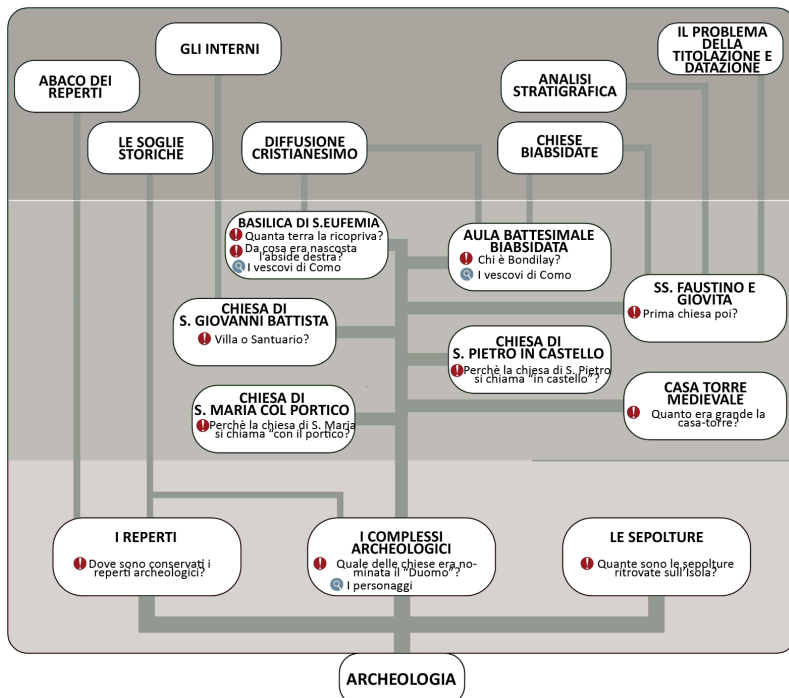 GLI INTERNI
IL PROBLEMA
DELLA
TITOLAZIONE E
DATAZIONE
ABACO DEI
REPERTI
ANALISI
STRATIGRAFICA
LE SOGLIE
STORICHE
DIFFUSIONE
CRISTIANESIMO
CHIESE
BIABSIDATE
BASILICA DI S.EUFEMIA
Quanta terra la ricopriva?
Da cosa era nascosta
l'abside destra?
I vescovi di Como
AULA BATTESIMALE
BIABSIDATA
Chi è Bondilay?
I vescovi di Como
SS. FAUSTINO E
GIOVITA
Prima chiesa poi?
CHIESA DI
S. GIOVANNI BATTISTA
Villa o Santuario?
CHIESA DI
S. PIETRO IN CASTELLO
Perchè la chiesa di S. Pietro
si chiama "in castello"?
CHIESA DI
S. MARIA COL PORTICO
Perchè la chiesa di S. Maria
si chiama "con il portico?
CASA TORRE
MEDIEVALE
Quanto era grande la
casa-torre?
I REPERTI
Dove sono conservati i
reperti archeologici?
I COMPLESSI
ARCHEOLOGICI
Quale delle chiese era no-
minata il "Duomo"?
I personaggi
LE SEPOLTURE
Quante sono le sepolture
ritrovate sull'Isola?
ARCHEOLOGIA